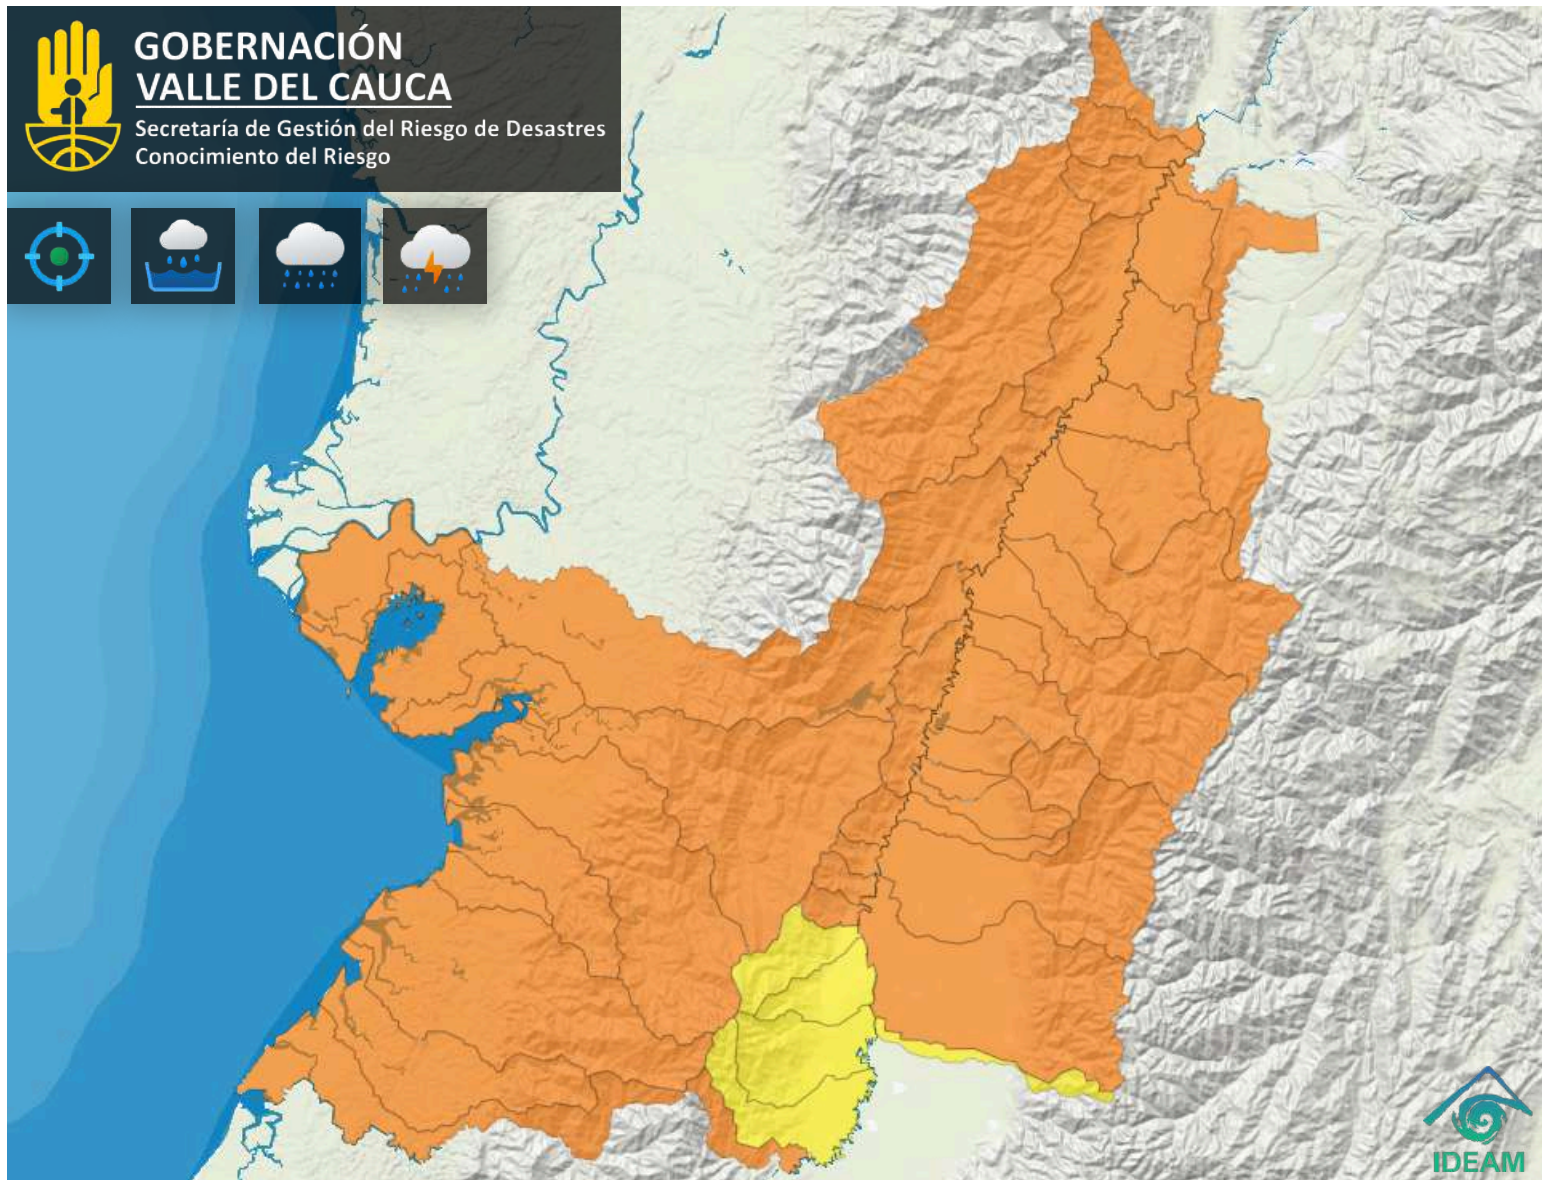 GOBERNACIÓN
VALLE DEL CAUCA
Secretaría de Gestión del Riesgo de Desastres
Conocimiento del Riesgo
IDEAM